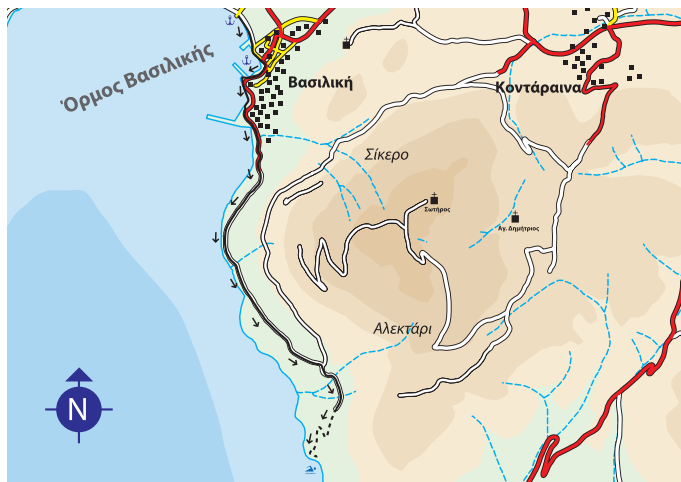 Όρμος Βασιλικής
Βασιλική
Κοντάραινα
Σίκερο
Σωτήρος
Αγ. Δημήτριος
Αλεκτάρι
N